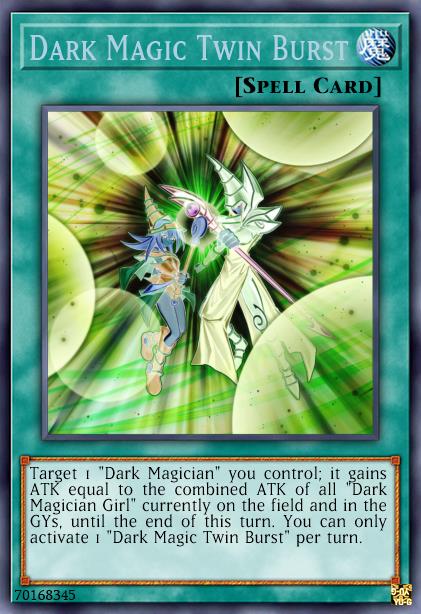 DARK MAGIC TWIN BURST 魔
[SPELL CARD]
Target 1 "Dark Magician" you control; it gains
ATK equal to the combined ATK of all "Dark
Magician Girl" currently on the field and in the
GYs, until the end of this turn. You can only
activate 1 "Dark Magic Twin Burst" per turn.
70168345